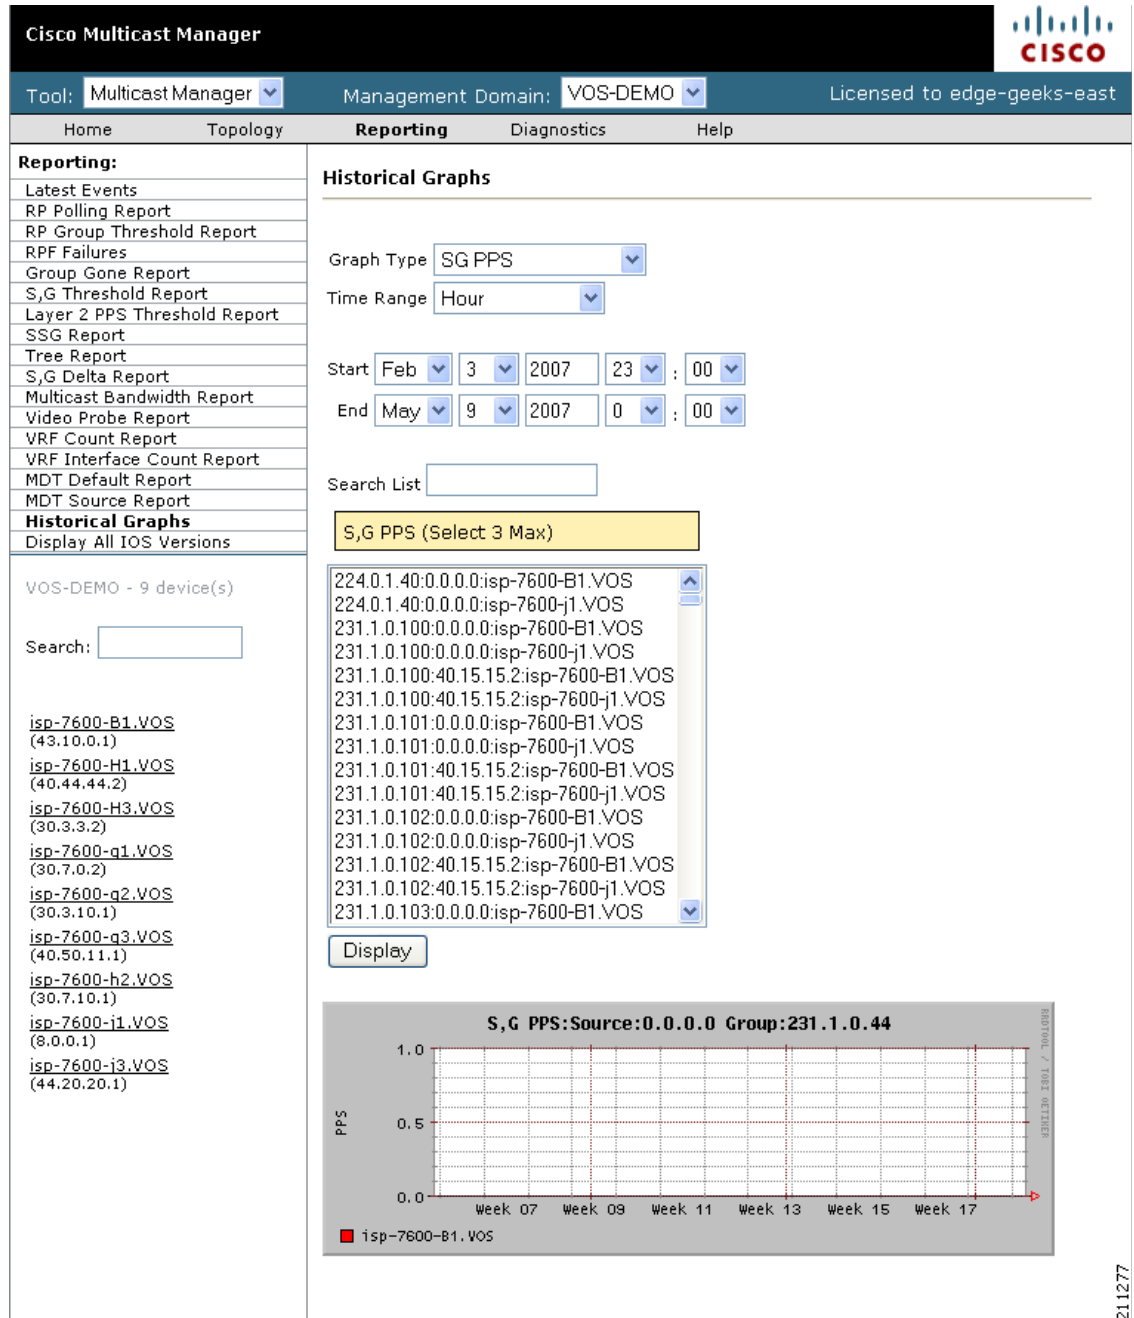 Cisco Multicast Manager
CISCO
Tool: Multicast Manager Management Domain: VOS-DEMO Licensed to edge-geeks-east
Home Topology Reporting Diagnostics Help
Reporting:
Latest Events
RP Polling Report
RP Group Threshold Report
RPF Failures
Group Gone Report
S,G Threshold Report
Layer 2 PPS Threshold Report
SSG Report
Tree Report
S,G Delta Report
Multicast Bandwidth Report
Video Probe Report
VRF Count Report
VRF Interface Count Report
MDT Default Report
MDT Source Report
Historical Graphs
Display All IOS Versions
VOS-DEMO - 9 device(s)
Search:
isp-7600-B1.VOS
(43.10.0.1)
isp-7600-H1.VOS
(40.44.44.2)
isp-7600-H3.VOS
(30.3.3.2)
isp-7600-g1.VOS
(30.7.0.2)
isp-7600-g2.VOS
(30.3.10.1)
isp-7600-g3.VOS
(40.50.11.1)
isp-7600-h2.VOS
(30.7.10.1)
isp-7600-j1.VOS
(8.0.0.1)
isp-7600-j3.VOS
(44.20.20.1)
Historical Graphs
Graph Type SG PPS
Time Range Hour
Start Feb 3 2007 23 : 00
End May 9 2007 0 : 00
Search List
S,G PPS (Select 3 Max)
224.0.1.40:0.0.0.0:isp-7600-B1.VOS
224.0.1.40:0.0.0.0:isp-7600-j1.VOS
231.1.0.100:0.0.0.0:isp-7600-B1.VOS
231.1.0.100:0.0.0.0:isp-7600-j1.VOS
231.1.0.100:40.15.15.2:isp-7600-B1.VOS
231.1.0.100:40.15.15.2:isp-7600-j1.VOS
231.1.0.101:0.0.0.0:isp-7600-B1.VOS
231.1.0.101:0.0.0.0:isp-7600-j1.VOS
231.1.0.101:40.15.15.2:isp-7600-B1.VOS
231.1.0.101:40.15.15.2:isp-7600-j1.VOS
231.1.0.102:0.0.0.0:isp-7600-B1.VOS
231.1.0.102:0.0.0.0:isp-7600-j1.VOS
231.1.0.102:40.15.15.2:isp-7600-B1.VOS
231.1.0.102:40.15.15.2:isp-7600-j1.VOS
231.1.0.103:0.0.0.0:isp-7600-B1.VOS
Display
S,G PPS:Source:0.0.0.0 Group:231.1.0.44
RRDTOOL / TOBI OETIKER
PPS
1.0
0.5
0.0
Week 07 Week 09 Week 11 Week 13 Week 15 Week 17
isp-7600-B1.VOS
211277